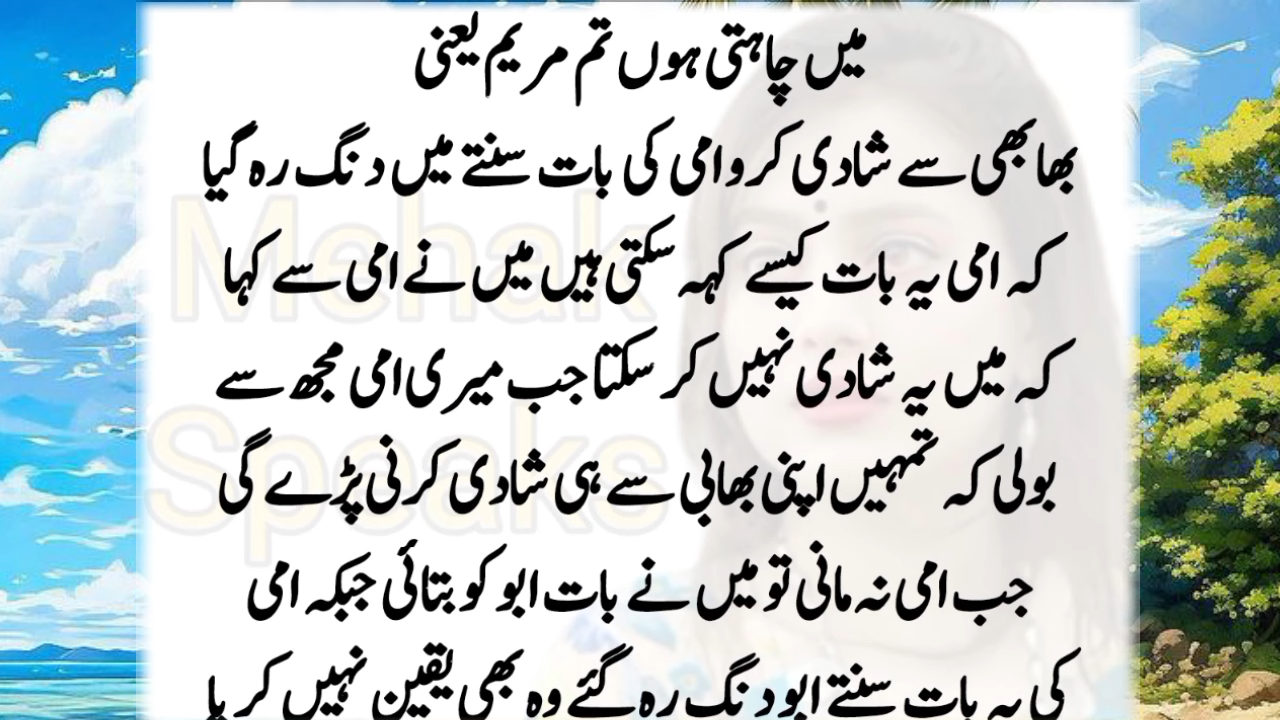 میں چاہتی ہوں تم مریم یعنی
بھابھی سے شادی کرو امی کی بات سنتے میں دنگ رہ گیا
کہ امی یہ بات کیسے کہہ سکتی ہیں میں نے امی سے کہا
کہ میں یہ شادی نہیں کر سکتا جب میری امی مجھ سے
بولی کہ تمہیں اپنی بھابی سے ہی شادی کرنی پڑے گی
جب امی نہ مانی تو میں نے بات ابو کو بتائی جبکہ امی
کی یہ بات سنتے ابو دنگ رہ گئے وہ بھی یقین نہیں کر پا
Mehak
Speaks